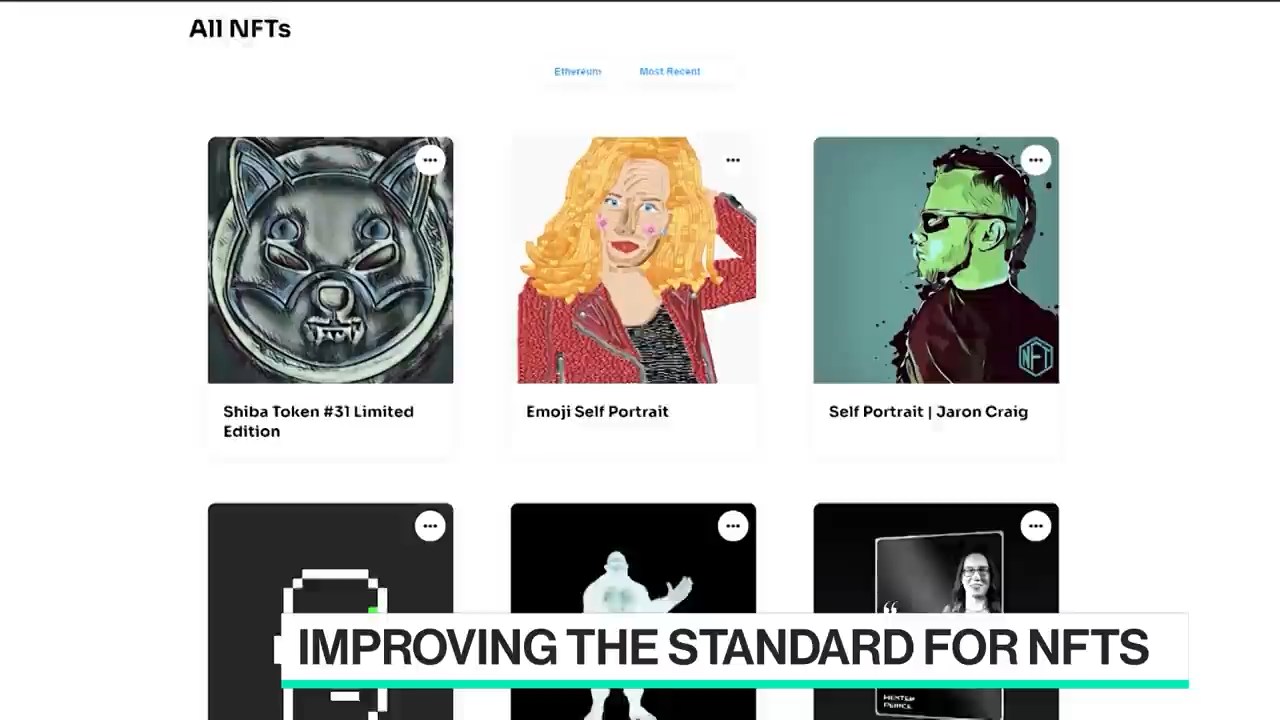 All NFTs
Ethereum
Most Recent
Shiba Token #31 Limited
Edition
Emoji Self Portrait
Self Portrait | Jaron Craig
NFT
IMPROVING THE STANDARD FOR NFTS